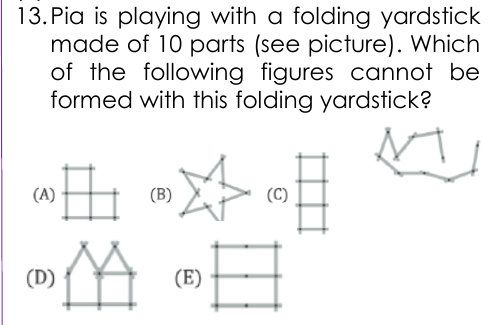 13. Pia is playing with a folding yardstick
made of 10 parts (see picture). Which
of the following figures cannot be
formed with this folding yardstick?
(A) (B) (C)
(D) (E)